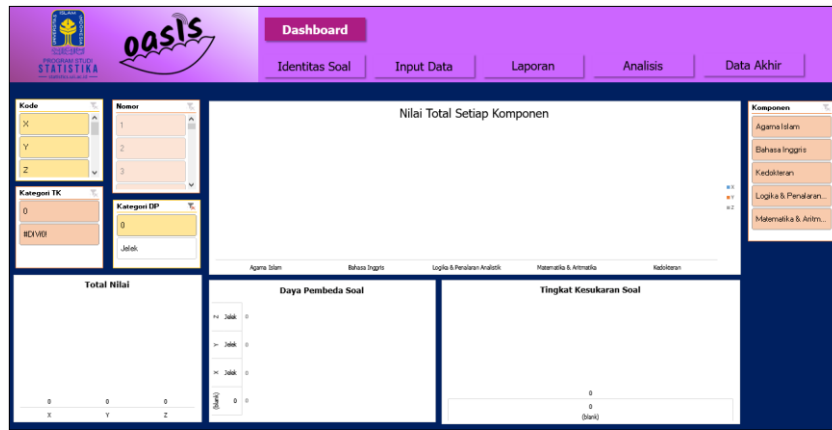 PROGRAM STUDI
STATISTIKA
oasis
Dashboard
Identitas Soal
Input Data
Laporan
Analisis
Data Akhir
Kode
X
Y
Z
Nomor
1
2
3
Kategori TK
0
#DIV/0!
Kategori DP
0
Jelek
Nilai Total Setiap Komponen
X
Y
Z
Agama Islam
Bahasa Inggris
Logika & Penalaran Analistik
Matematika & Aritmatika
Kedokteran
Komponen
Agama Islam
Bahasa Inggris
Kedokteran
Logika & Penalaran...
Matematika & Aritm...
Total Nilai
0 0 0
X Y Z
Daya Pembeda Soal
Z Jelek 0
Y Jelek 0
X Jelek 0
(blank) 0 0
Tingkat Kesukaran Soal
0
0
(blank)